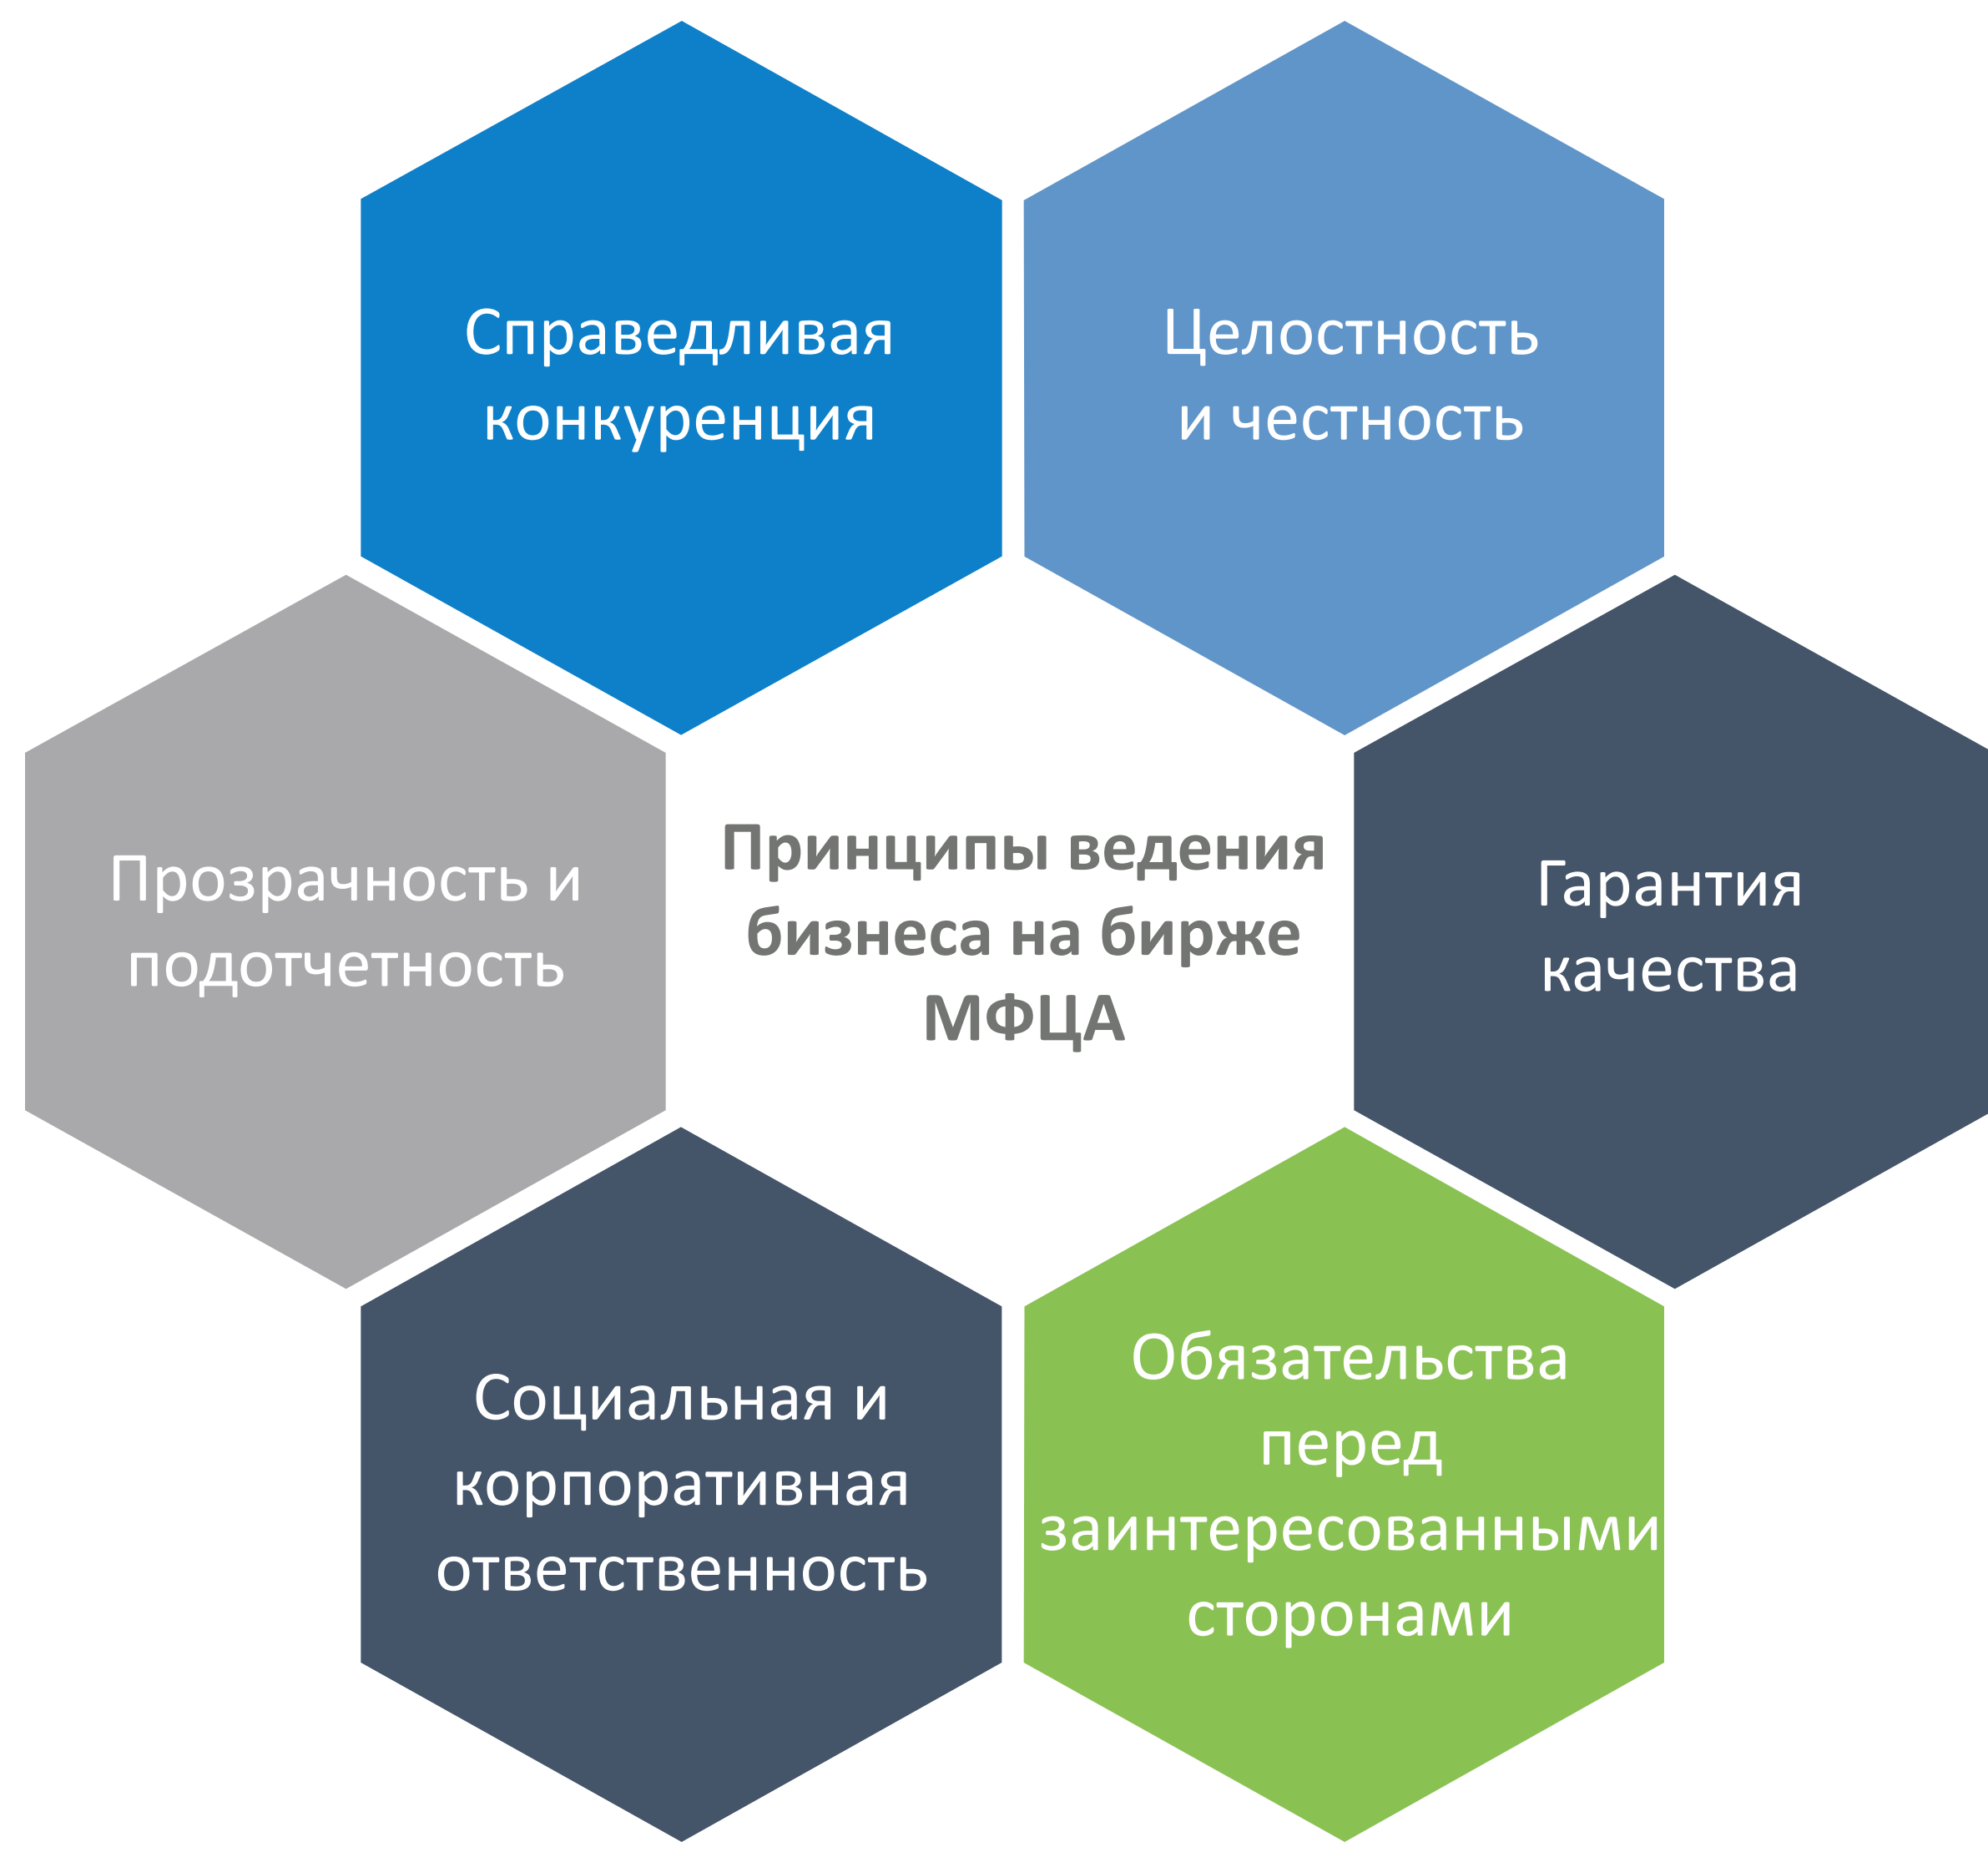 Справедливая
конкуренция
Целостность
и честность
Прозрачность и
подотчетность
Принципы ведения
бизнеса на бирже
МФЦА
Гарантия
качества
Социальная и
корпоративная
ответственность
Обязательства
перед
заинтересованными
сторонами